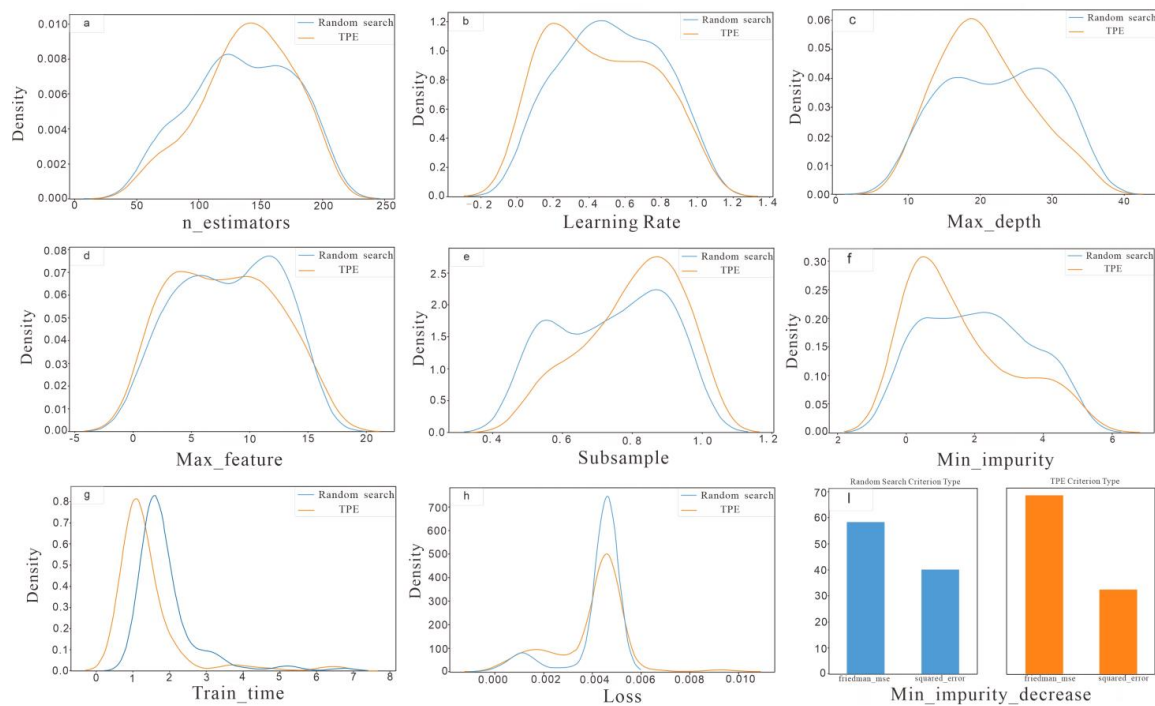 a
Random search
TPE
0.010
0.008
0.006
0.004
0.002
0.000
Density
50
100
150
200
250
n_estimators
b
Random search
TPE
1.2
1.0
0.8
0.6
0.4
0.2
0.0
Density
-0.2
0.0
0.2
0.4
0.6
0.8
1.0
1.2
1.4
Learning Rate
c
Random search
TPE
0.06
0.05
0.04
0.03
0.02
0.01
0.00
Density
0
10
20
30
40
Max_depth
d
Random search
TPE
0.08
0.07
0.06
0.05
0.04
0.03
0.02
0.01
0.00
Density
-5
0
5
10
15
20
Max_feature
e
Random search
TPE
2.5
2.0
1.5
1.0
0.5
0.0
Density
0.4
0.6
0.8
1.0
1.2
Subsample
f
Random search
TPE
0.30
0.25
0.20
0.15
0.10
0.05
0.00
Density
2
0
2
4
6
Min_impurity
g
Random search
TPE
0.8
0.7
0.6
0.5
0.4
0.3
0.2
0.1
0.0
Density
0
1
2
3
4
5
6
7
8
Train_time
h
Random search
TPE
700
600
500
400
300
200
100
0
Density
0.000
0.002
0.004
0.006
0.008
0.010
Loss
Random Search Criterion Type
TPE Criterion Type
I
70
60
50
40
30
20
10
0
friedman_mse
squared_error
friedman_mse
squared_error
Min_impurity_decrease